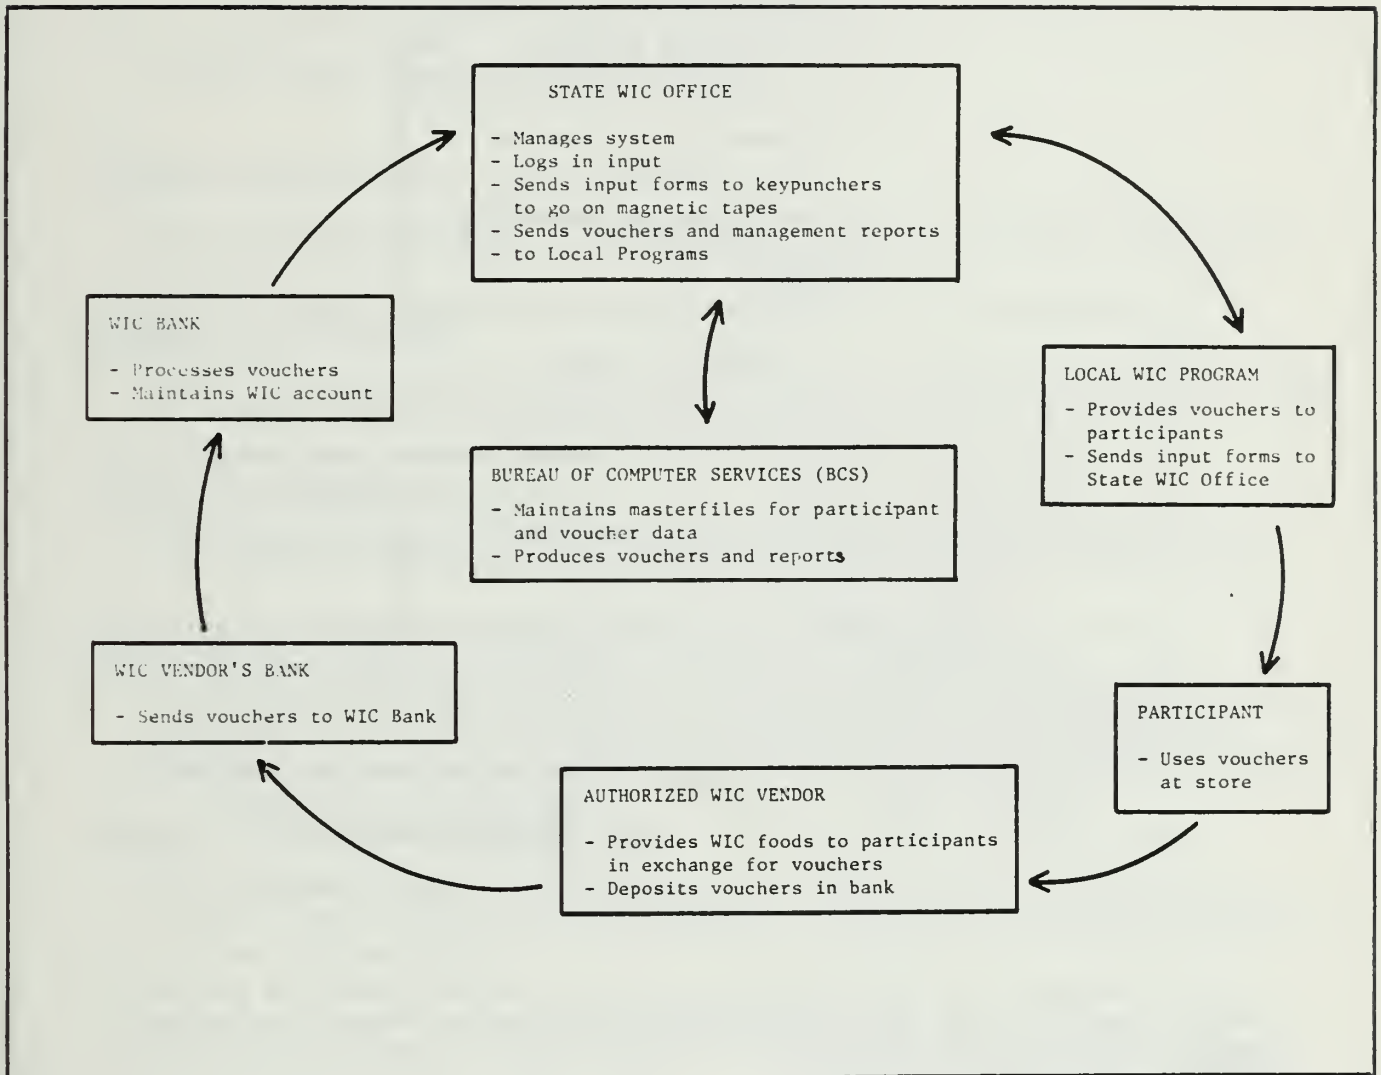 STATE WIC OFFICE
- Manages system
- Logs in input
- Sends input forms to keypunchers
to go on magnetic tapes
- Sends vouchers and management reports
- to Local Programs
WIC BANK
- Processes vouchers
- Maintains WIC account
LOCAL WIC PROGRAM
- Provides vouchers to
participants
- Sends input forms to
State WIC Office
BUREAU OF COMPUTER SERVICES (BCS)
- Maintains masterfiles for participant
and voucher data
- Produces vouchers and reports
WIC VENDOR'S BANK
- Sends vouchers to WIC Bank
PARTICIPANT
- Uses vouchers
at store
AUTHORIZED WIC VENDOR
- Provides WIC foods to participants
in exchange for vouchers
- Deposits vouchers in bank